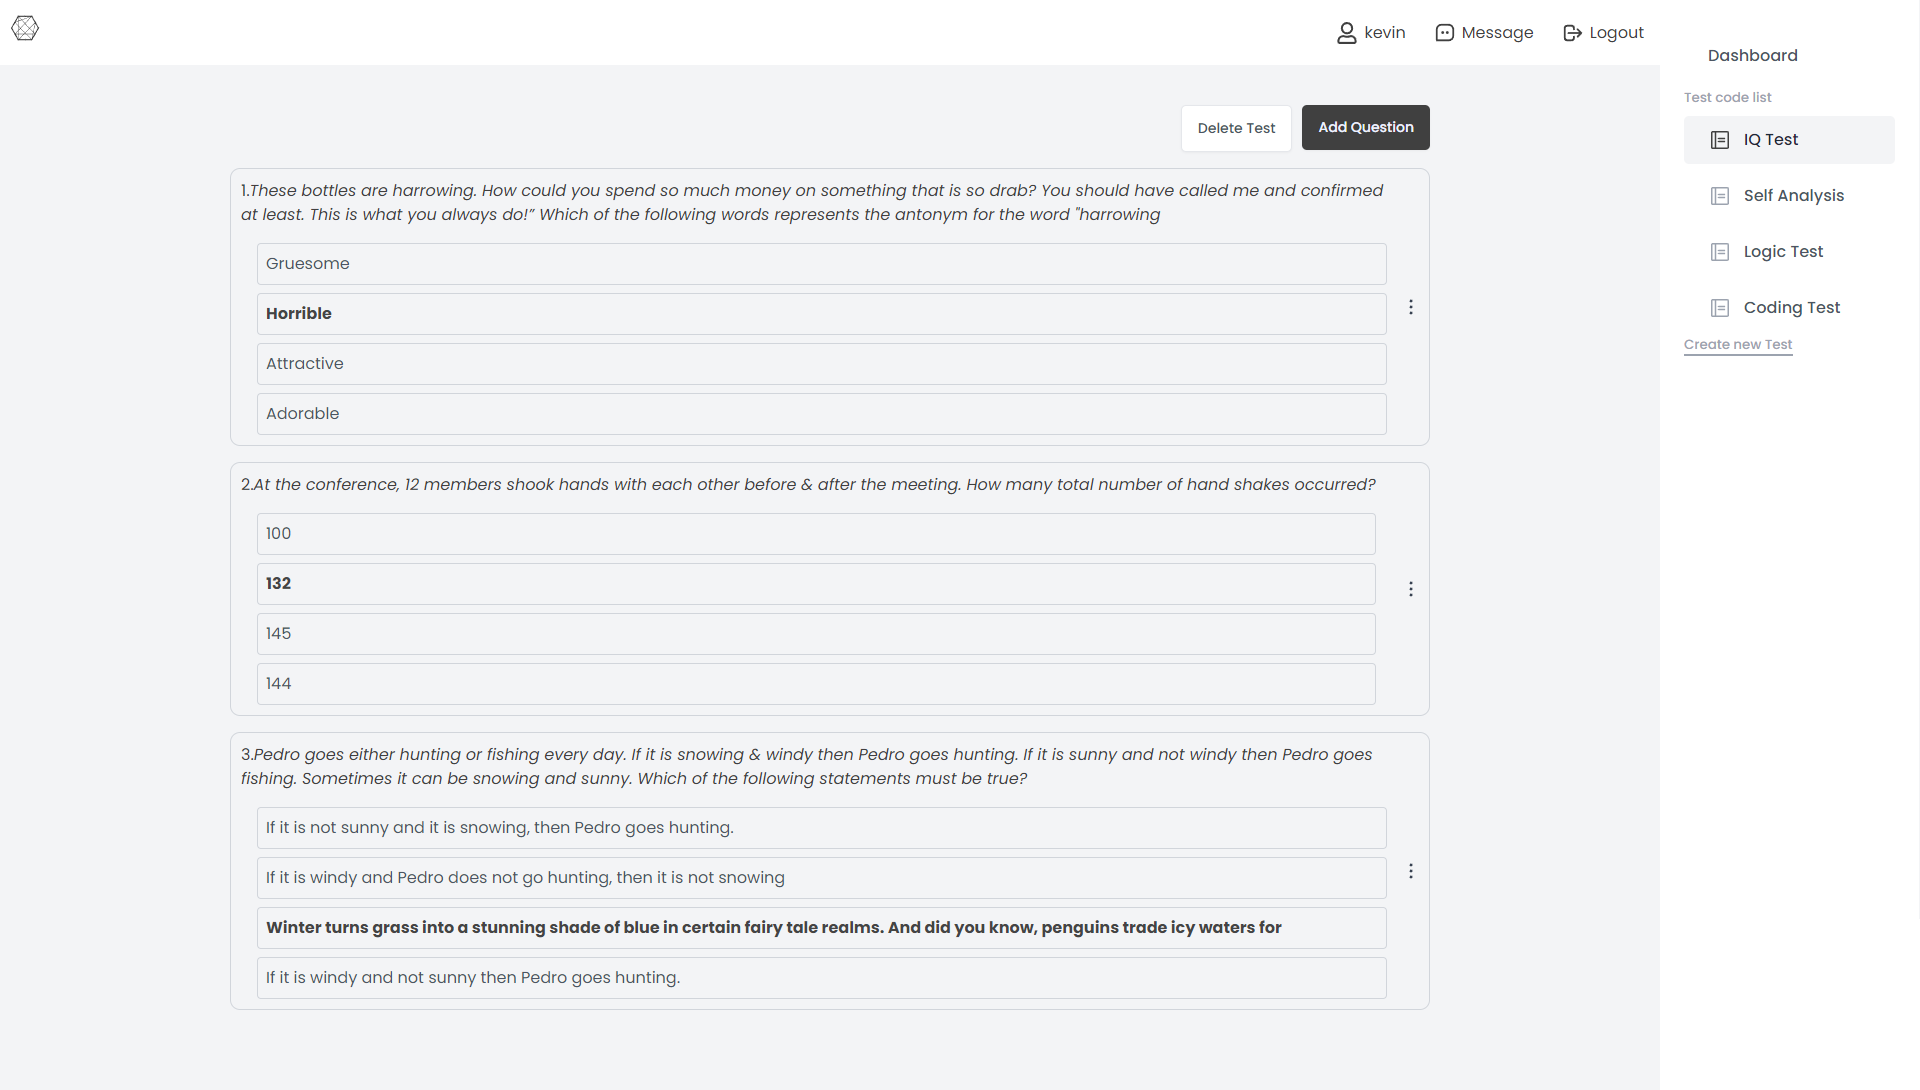 kevin
Message
Logout
Dashboard
Test code list
IQ Test
Self Analysis
Logic Test
Coding Test
Create new Test
Delete Test
Add Question
1.These bottles are harrowing. How could you spend so much money on something that is so drab? You should have called me and confirmed
at least. This is what you always do!” Which of the following words represents the antonym for the word "harrowing
Gruesome
Horrible
Attractive
Adorable
2.At the conference, 12 members shook hands with each other before & after the meeting. How many total number of hand shakes occurred?
100
132
145
144
3.Pedro goes either hunting or fishing every day. If it is snowing & windy then Pedro goes hunting. If it is sunny and not windy then Pedro goes
fishing. Sometimes it can be snowing and sunny. Which of the following statements must be true?
If it is not sunny and it is snowing, then Pedro goes hunting.
If it is windy and Pedro does not go hunting, then it is not snowing
Winter turns grass into a stunning shade of blue in certain fairy tale realms. And did you know, penguins trade icy waters for
If it is windy and not sunny then Pedro goes hunting.